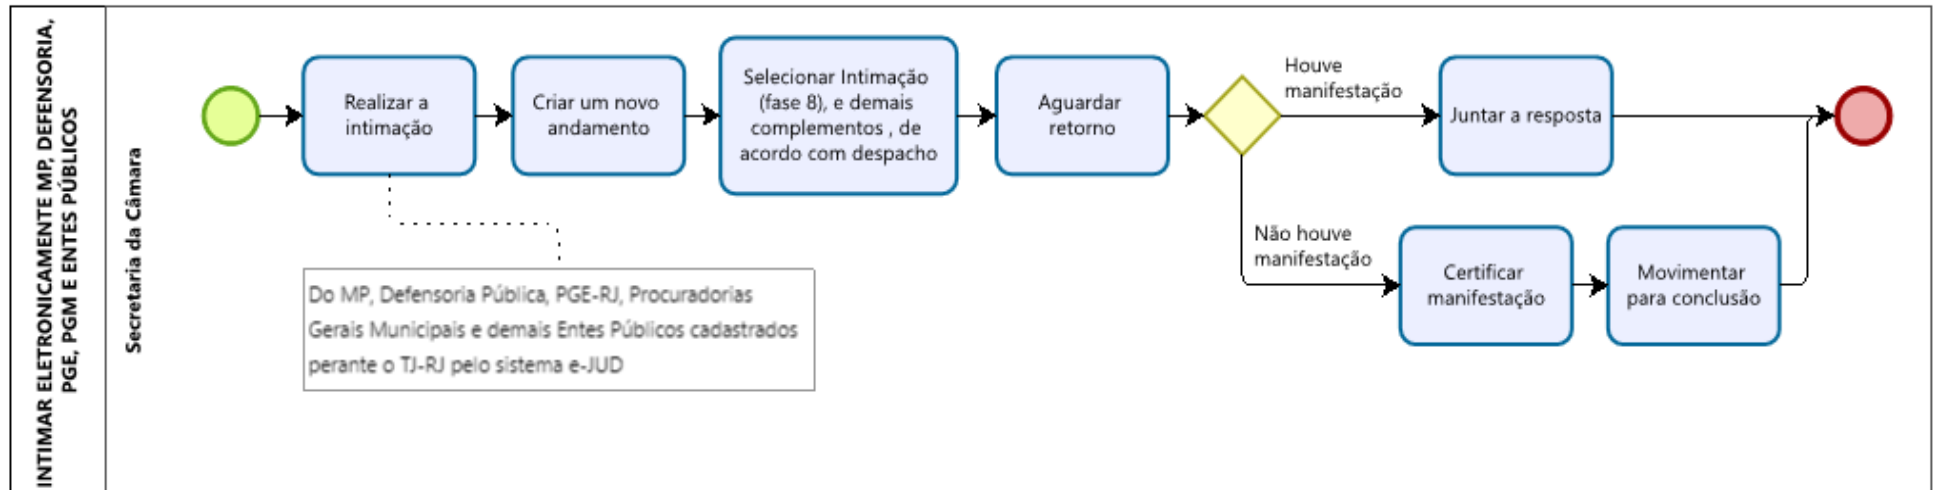 INTIMAR ELETRONICAMENTE MP, DEFENSORIA,
PGE, PGM E ENTES PÚBLICOS
Secretaria da Câmara
Realizar a
intimação
Criar um novo
andamento
Selecionar Intimação
(fase 8), e demais
complementos , de
acordo com despacho
Aguardar
retorno
Houve
manifestação
Juntar a resposta
Não houve
manifestação
Certificar
manifestação
Movimentar
para conclusão
Do MP, Defensoria Pública, PGE-RJ, Procuradorias
Gerais Municipais e demais Entes Públicos cadastrados
perante o TJ-RJ pelo sistema e-JUD